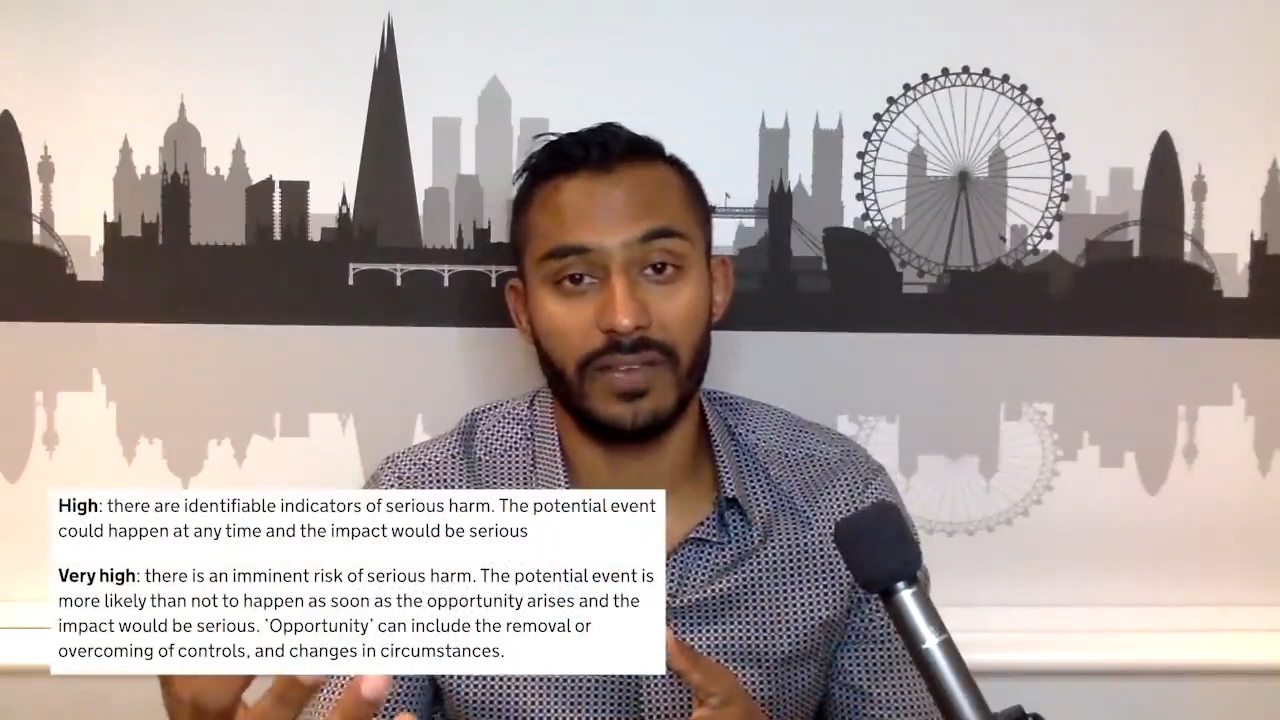 High: there are identifiable indicators of serious harm. The potential event
could happen at any time and the impact would be serious
Very high: there is an imminent risk of serious harm. The potential event is
more likely than not to happen as soon as the opportunity arises and the
impact would be serious. 'Opportunity' can include the removal or
overcoming of controls, and changes in circumstances.